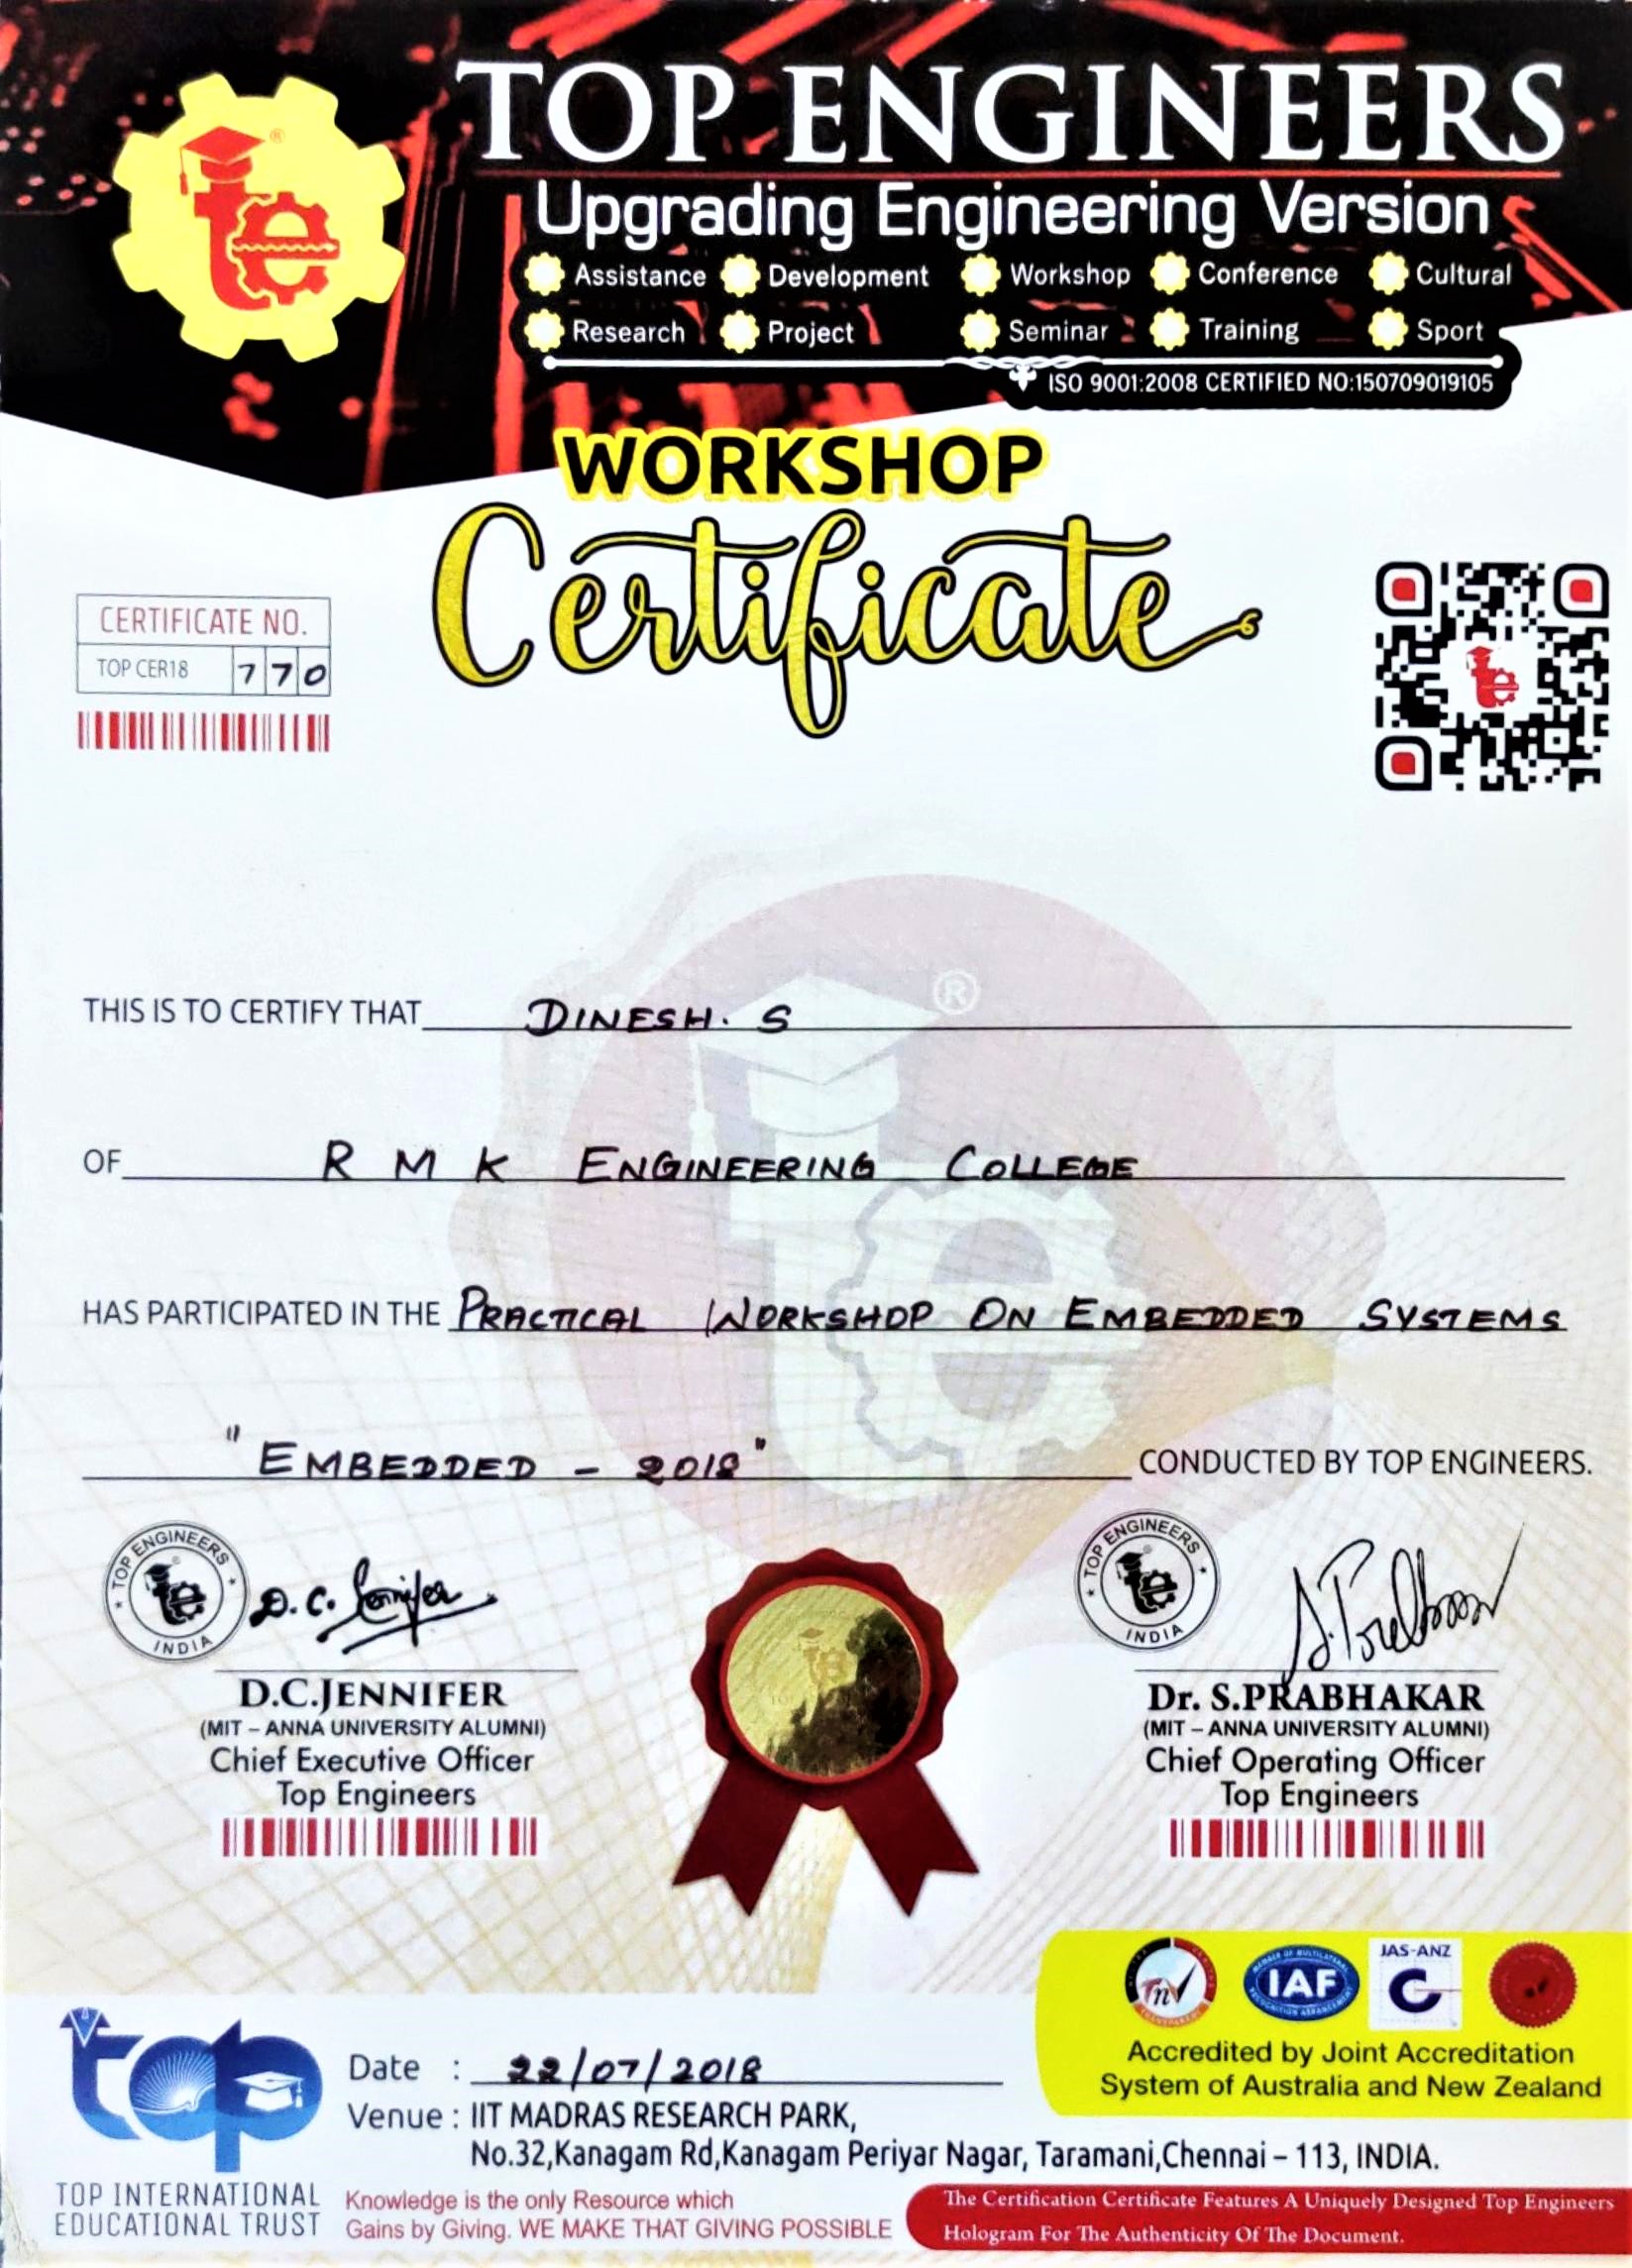 TOP ENGINEERS
Upgrading Engineering Version
Assistance Development Workshop Conference Cultural
Research Project Seminar Training Sport
ISO 9001:2008 CERTIFIED NO:150709019105
WORKSHOP
Certificate
CERTIFICATE NO.
TOP CER18 770
THIS IS TO CERTIFY THAT DINESH. S
OF R M K ENGINEERING COLLEGE
HAS PARTICIPATED IN THE PRACTICAL WORKSHOP ON EMBEDDED SYSTEMS
"EMBEDDED - 2018" CONDUCTED BY TOP ENGINEERS.
TOP ENGINEERS
INDIA
D.C. Jennifer
TOP ENGINEERS
INDIA
D.C.JENNIFER
(MIT – ANNA UNIVERSITY ALUMNI)
Chief Executive Officer
Top Engineers
Dr. S.PRABHAKAR
(MIT – ANNA UNIVERSITY ALUMNI)
Chief Operating Officer
Top Engineers
IAF
JAS-ANZ
Accredited by Joint Accreditation
System of Australia and New Zealand
top
TOP INTERNATIONAL
EDUCATIONAL TRUST
Date : 22/07/2018
Venue : IIT MADRAS RESEARCH PARK,
No.32,Kanagam Rd,Kanagam Periyar Nagar, Taramani,Chennai – 113, INDIA.
Knowledge is the only Resource which
Gains by Giving. WE MAKE THAT GIVING POSSIBLE
The Certification Certificate Features A Uniquely Designed Top Engineers
Hologram For The Authenticity Of The Document.